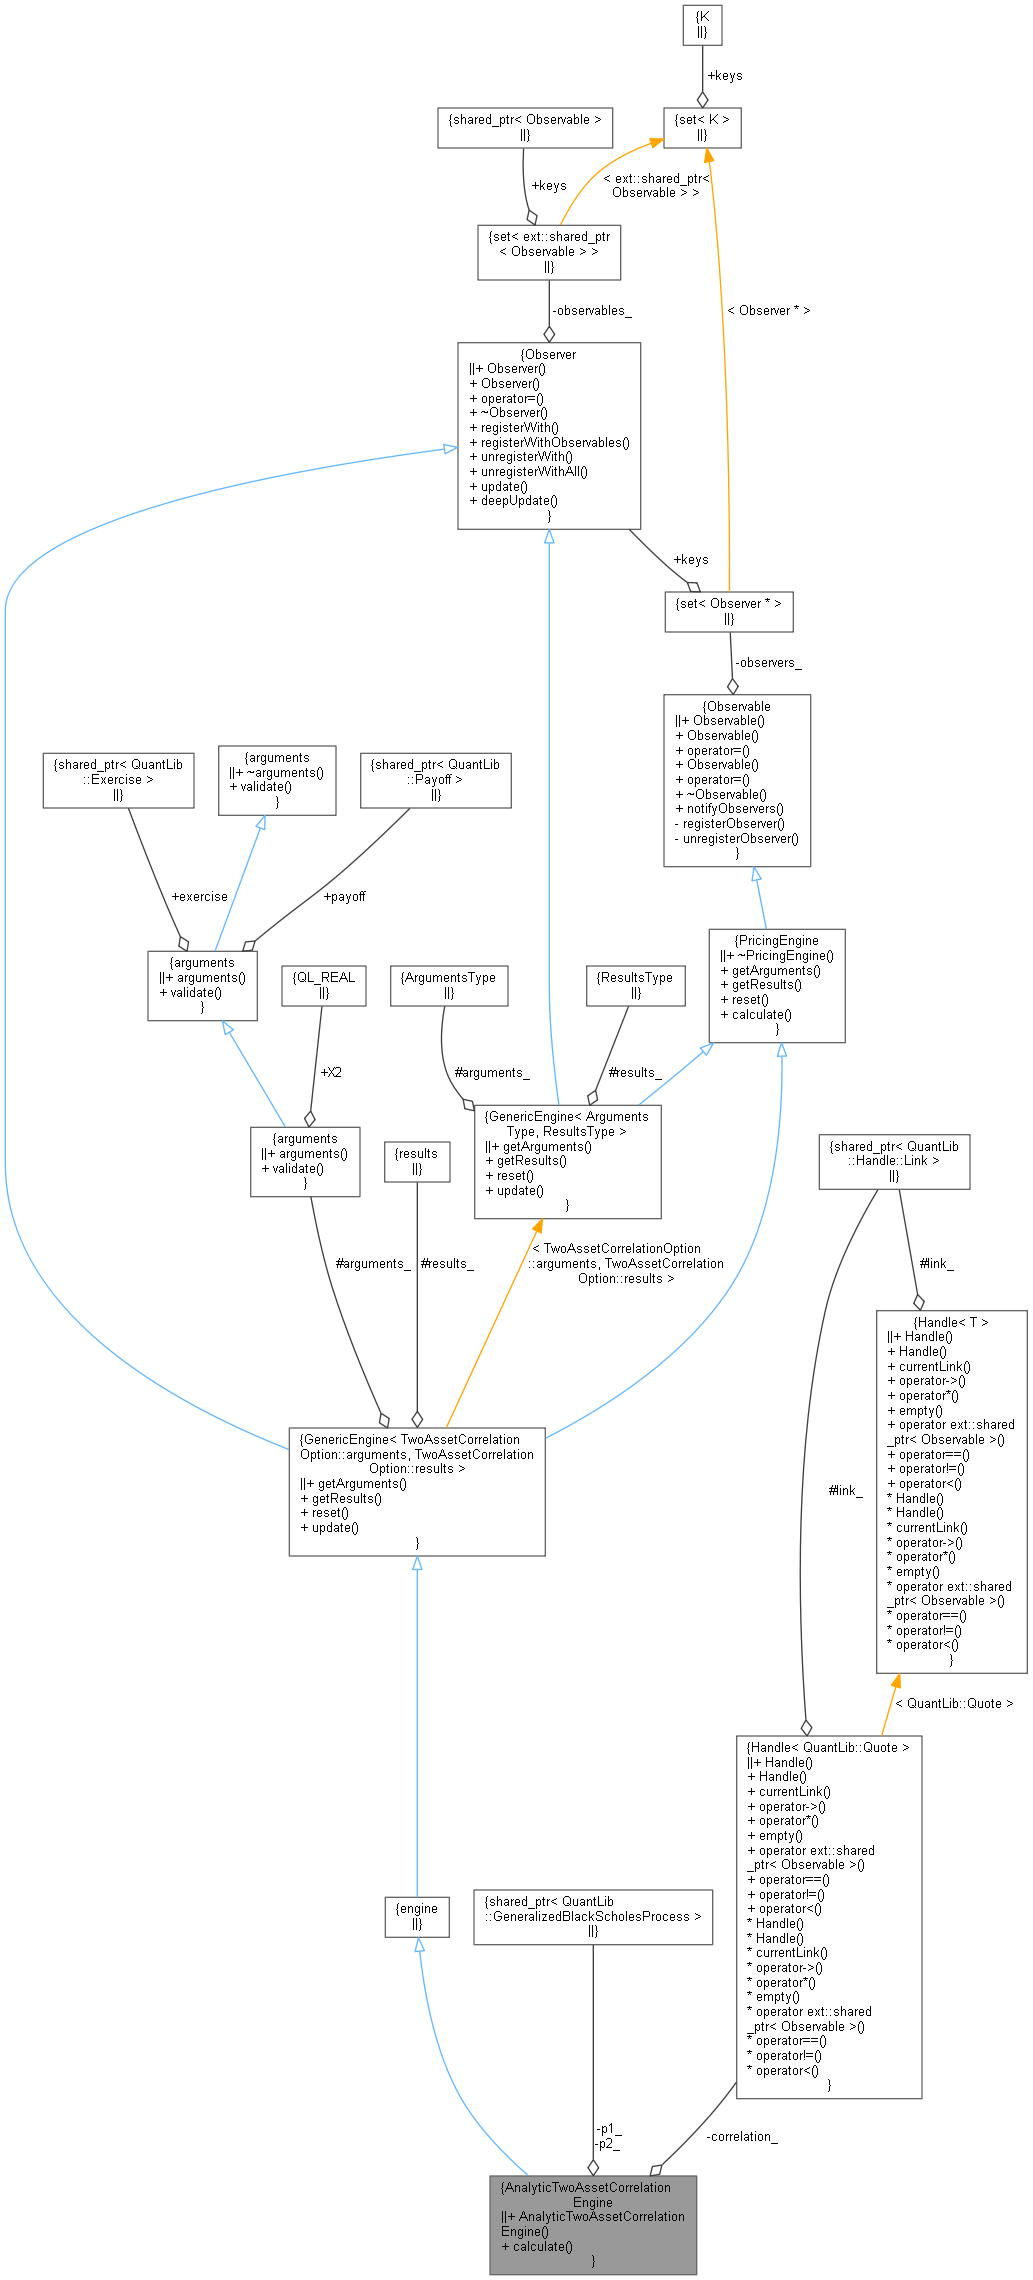 {K
||}
+keys
{shared_ptr< Observable >
||}
{set< K >
||}
+keys
< ext::shared_ptr<
Observable > >
{set< ext::shared_ptr
< Observable > >
||}
-observables_
< Observer * >
{Observer
||+ Observer()
+ Observer()
+ operator=()
+ ~Observer()
+ registerWith()
+ registerWithObservables()
+ unregisterWith()
+ unregisterWithAll()
+ update()
+ deepUpdate()
}
+keys
{set< Observer * >
||}
-observers_
{Observable
||+ Observable()
+ Observable()
+ operator=()
+ Observable()
+ operator=()
+ ~Observable()
+ notifyObservers()
- registerObserver()
- unregisterObserver()
}
{shared_ptr< QuantLib
::Exercise >
||}
{arguments
||+ ~arguments()
+ validate()
}
{shared_ptr< QuantLib
::Payoff >
||}
+exercise
+payoff
{PricingEngine
||+ ~PricingEngine()
+ getArguments()
+ getResults()
+ reset()
+ calculate()
}
{arguments
||+ arguments()
+ validate()
}
{QL_REAL
||}
{ArgumentsType
||}
{ResultsType
||}
+X2
#arguments_
#results_
{GenericEngine< Arguments
Type, ResultsType >
||+ getArguments()
+ getResults()
+ reset()
+ update()
}
{arguments
||+ arguments()
+ validate()
}
{results
||}
{shared_ptr< QuantLib
::Handle::Link >
||}
#arguments_
#results_
< TwoAssetCorrelationOption
::arguments, TwoAssetCorrelation
Option::results >
#link_
{Handle< T >
||+ Handle()
+ Handle()
+ currentLink()
+ operator->()
+ operator*()
+ empty()
+ operator ext::shared
_ptr< Observable >()
+ operator==()
+ operator!=()
+ operator<()
* Handle()
* Handle()
* currentLink()
* operator->()
* operator*()
* empty()
* operator ext::shared
_ptr< Observable >()
* operator==()
* operator!=()
* operator<()
}
{GenericEngine< TwoAssetCorrelation
Option::arguments, TwoAssetCorrelation
Option::results >
||+ getArguments()
+ getResults()
+ reset()
+ update()
}
#link_
< QuantLib::Quote >
{Handle< QuantLib::Quote >
||+ Handle()
+ Handle()
+ currentLink()
+ operator->()
+ operator*()
+ empty()
+ operator ext::shared
_ptr< Observable >()
+ operator==()
+ operator!=()
+ operator<()
* Handle()
* Handle()
* currentLink()
* operator->()
* operator*()
* empty()
* operator ext::shared
_ptr< Observable >()
* operator==()
* operator!=()
* operator<()
}
{engine
||}
{shared_ptr< QuantLib
::GeneralizedBlackScholesProcess >
||}
-p1_
-p2_
-correlation_
{AnalyticTwoAssetCorrelation
Engine
||+ AnalyticTwoAssetCorrelation
Engine()
+ calculate()
}